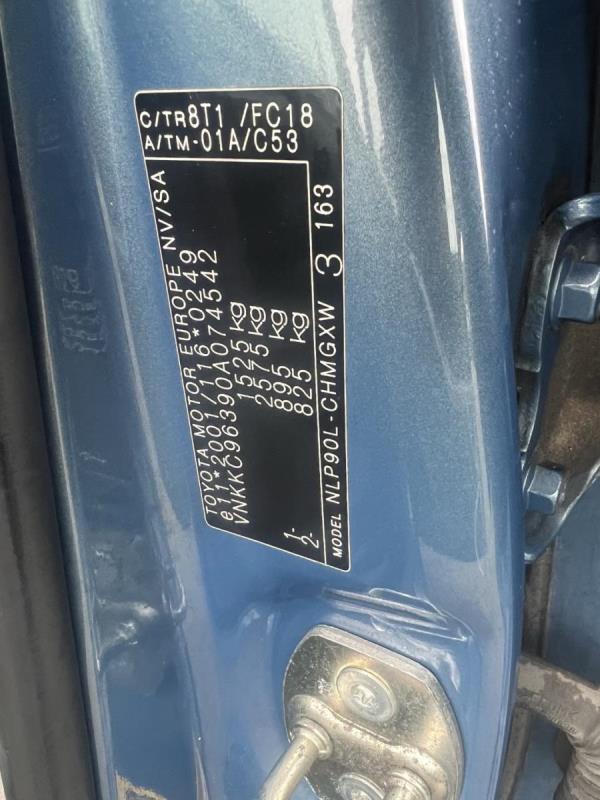 C/TR8T1 /FC18
A/TM-01A/C53
TOYOTA MOTOR EUROPE NV/SA
e11*2001/116*0249
VNKKC96390A074542
1525 kg
2575 kg
1- 895 kg
2- 825 kg
MODEL NLP90L-CHMGXW 3 163